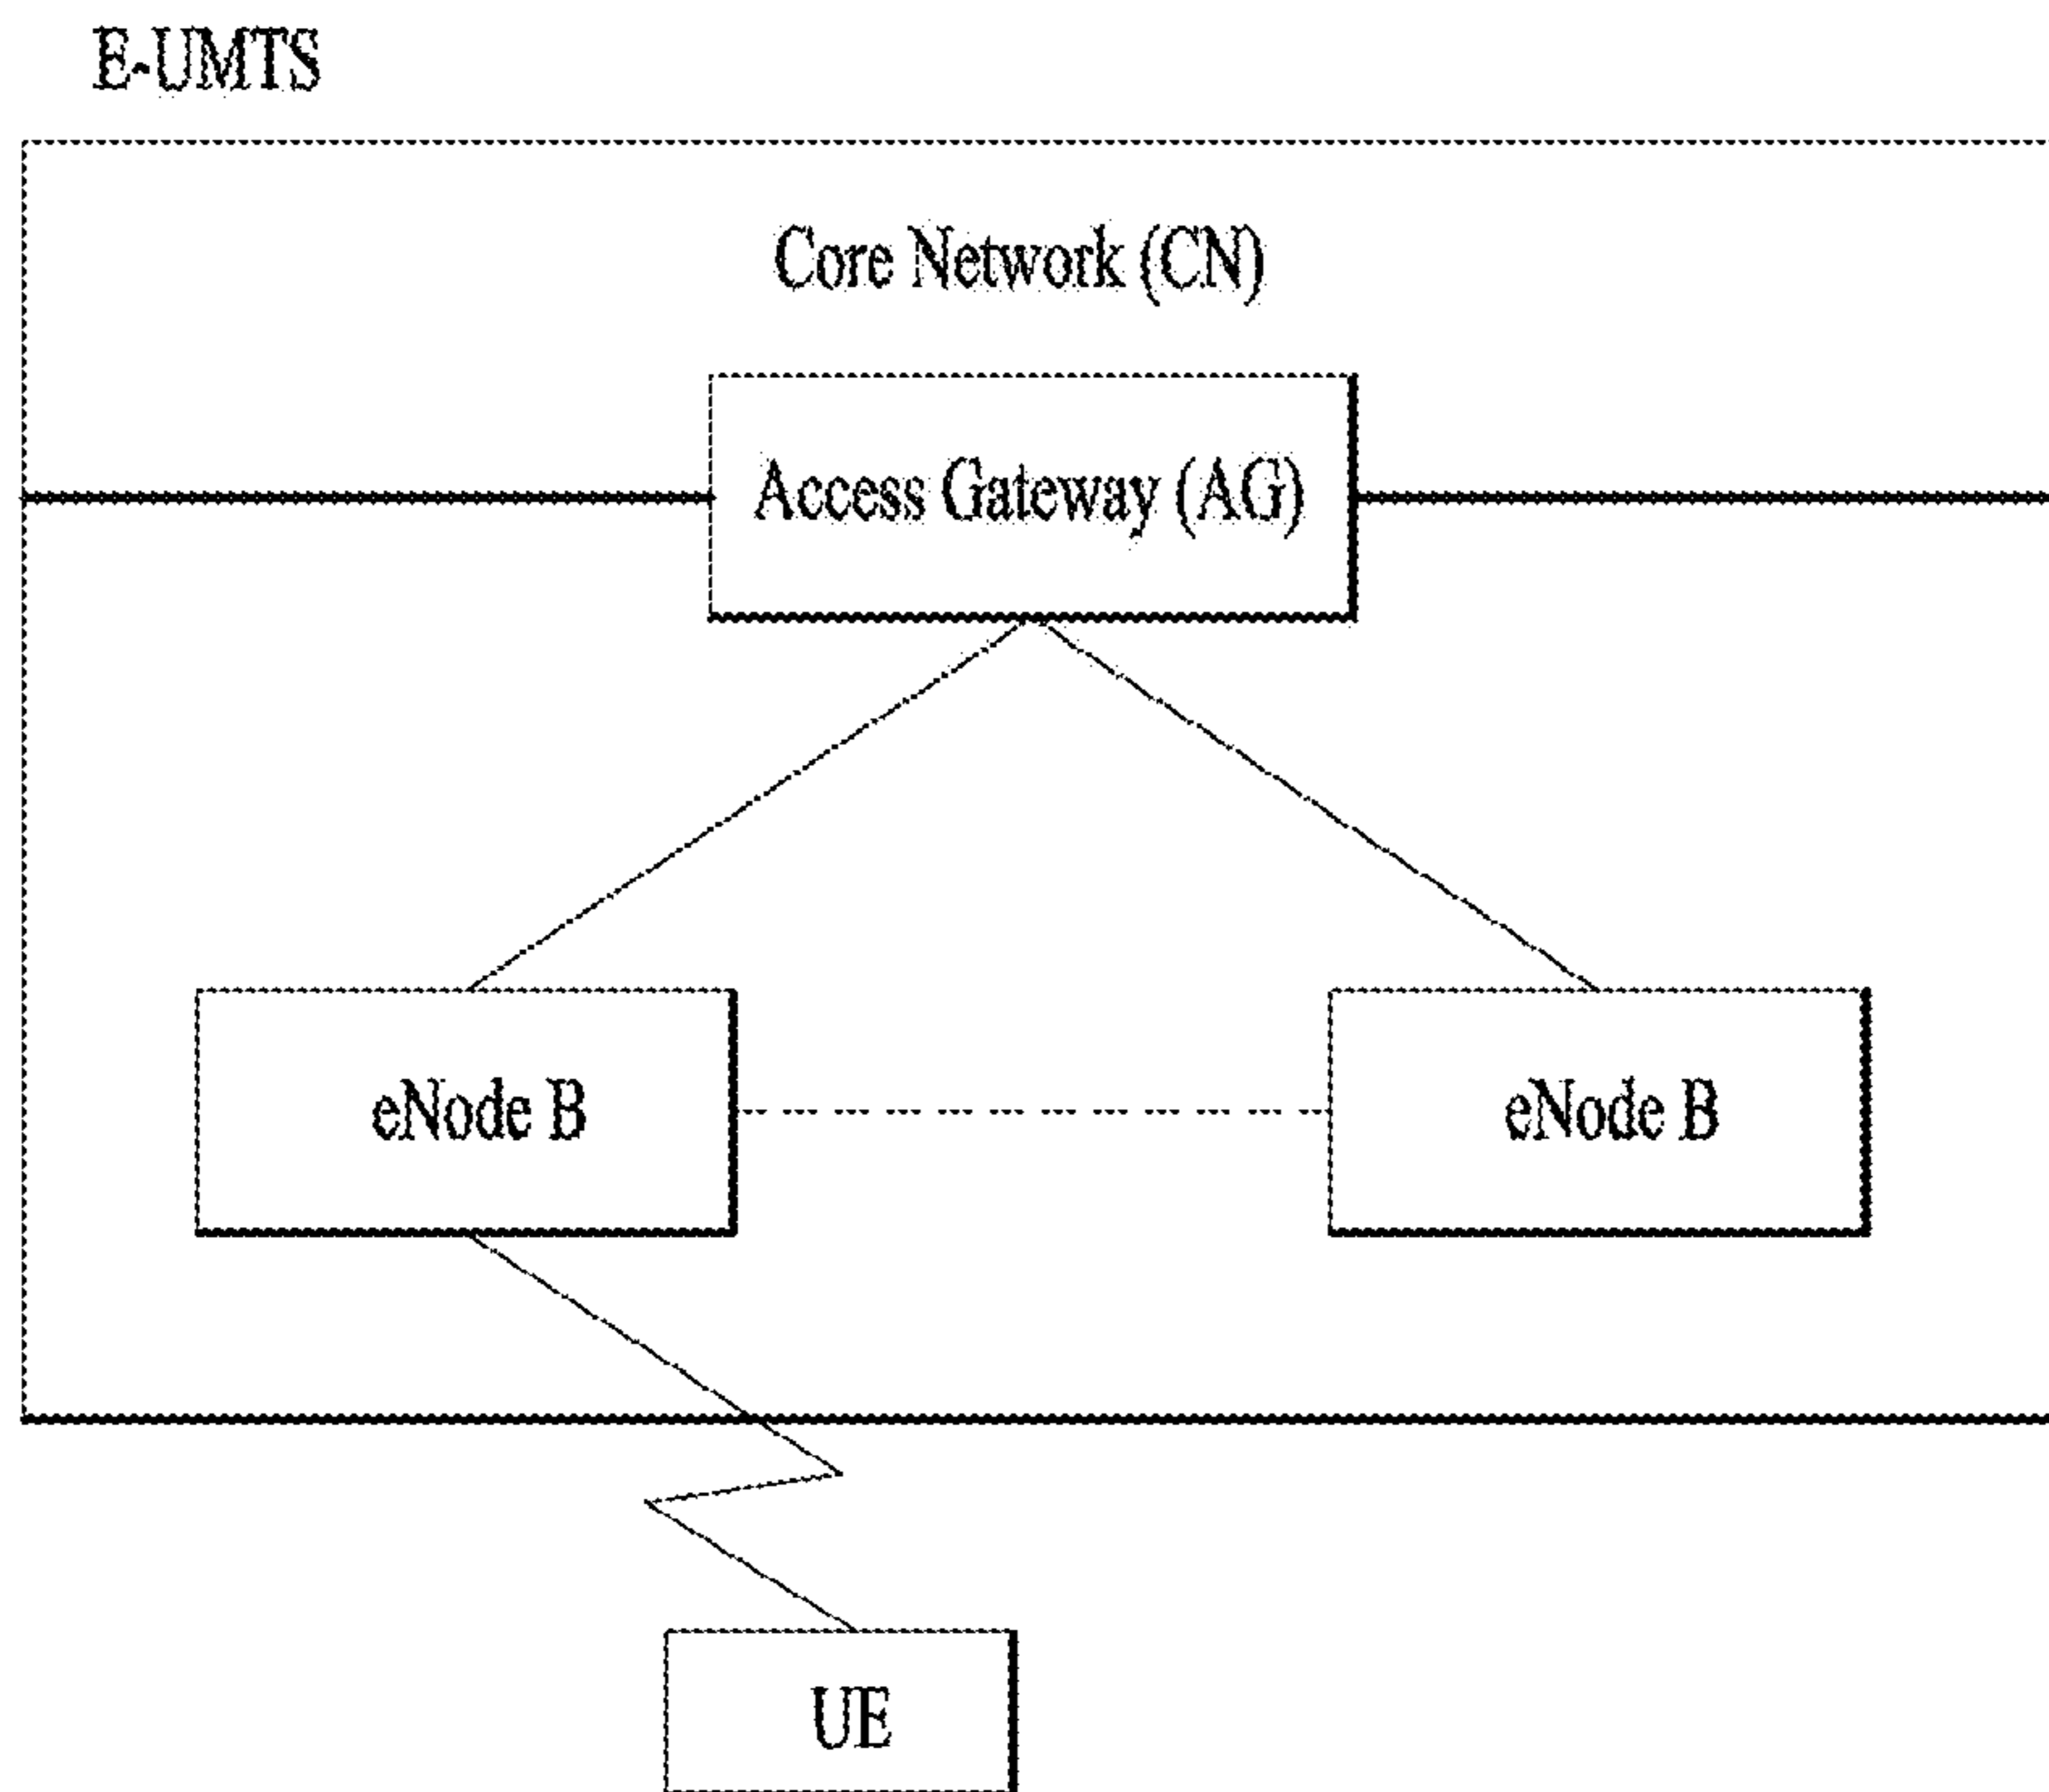 E-UMTS
Core Network (CN)
Access Gateway (AG)
eNode B
eNode B
UE